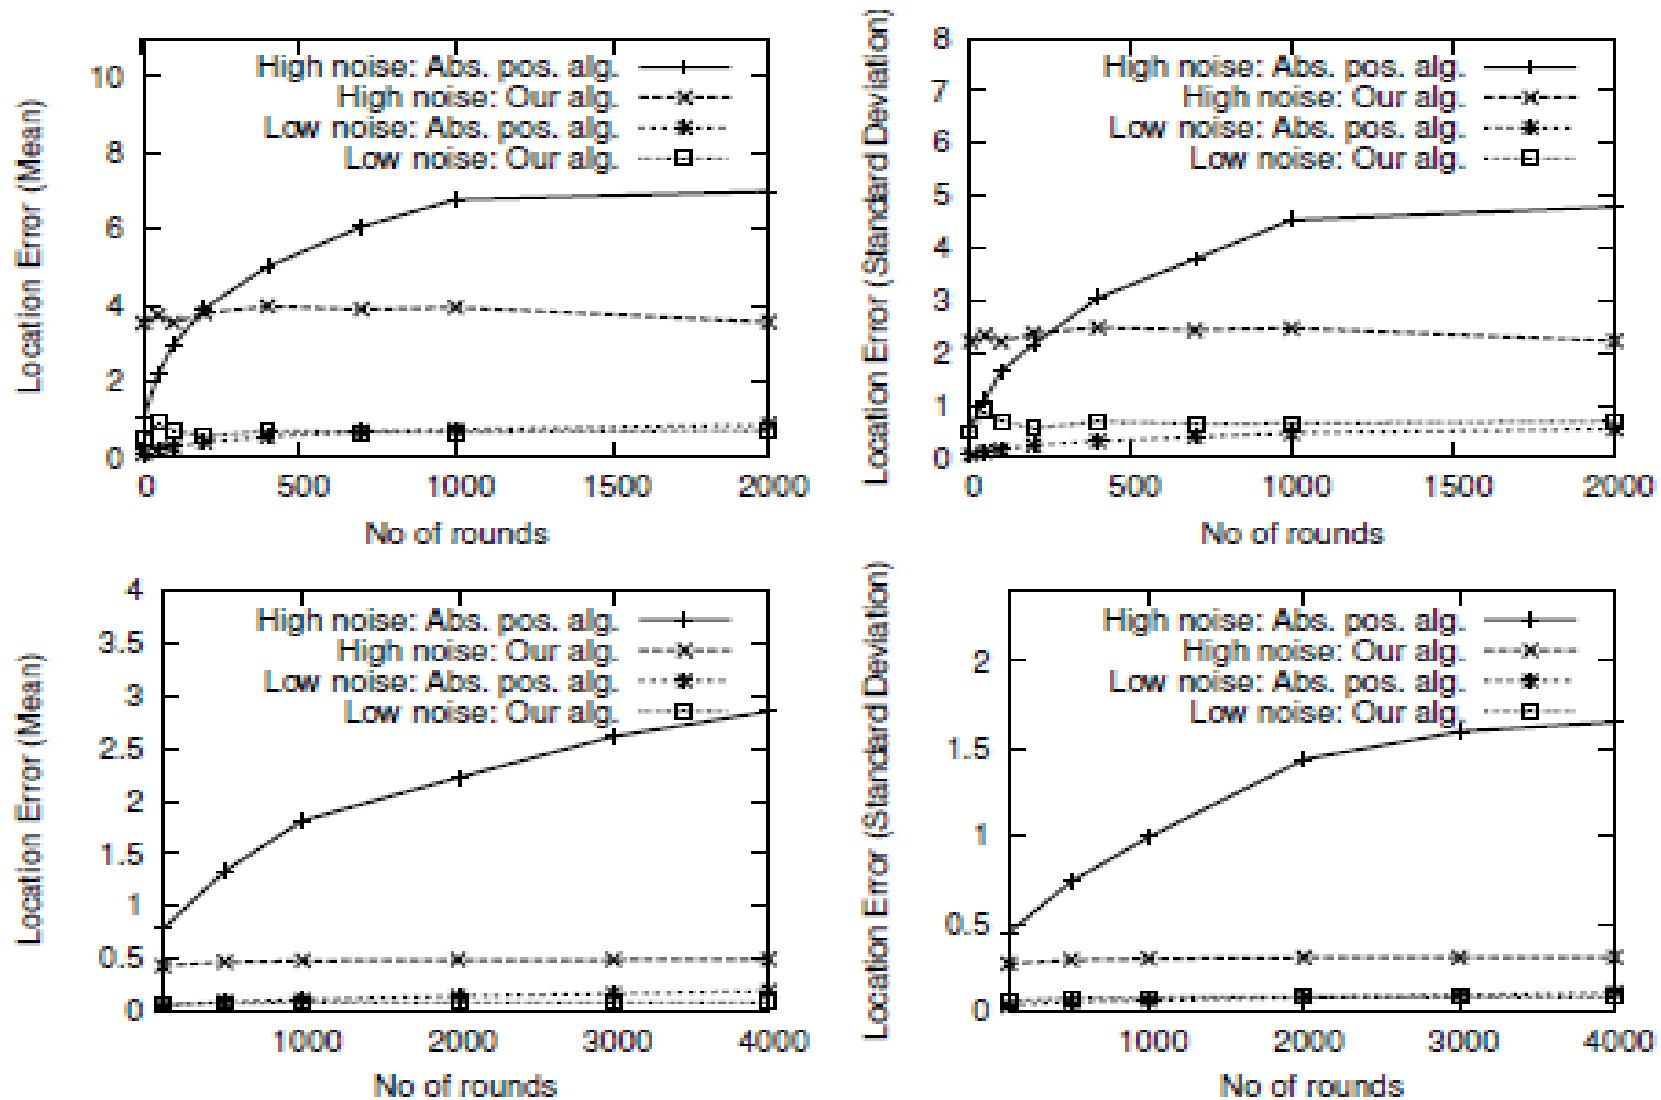 Location Error (Mean)
10
8
6
4
2
0
High noise: Abs. pos. alg.
High noise: Our alg.
Low noise: Abs. pos. alg.
Low noise: Our alg.
0 500 1000 1500 2000
No of rounds
Location Error (Standard Deviation)
8
7
6
5
4
3
2
1
0
High noise: Abs. pos. alg.
High noise: Our alg.
Low noise: Abs. pos. alg.
Low noise: Our alg.
0 500 1000 1500 2000
No of rounds
Location Error (Mean)
4
3.5
3
2.5
2
1.5
1
0.5
0
High noise: Abs. pos. alg.
High noise: Our alg.
Low noise: Abs. pos. alg.
Low noise: Our alg.
1000 2000 3000 4000
No of rounds
Location Error (Standard Deviation)
2
1.5
1
0.5
0
High noise: Abs. pos. alg.
High noise: Our alg.
Low noise: Abs. pos. alg.
Low noise: Our alg.
1000 2000 3000 4000
No of rounds